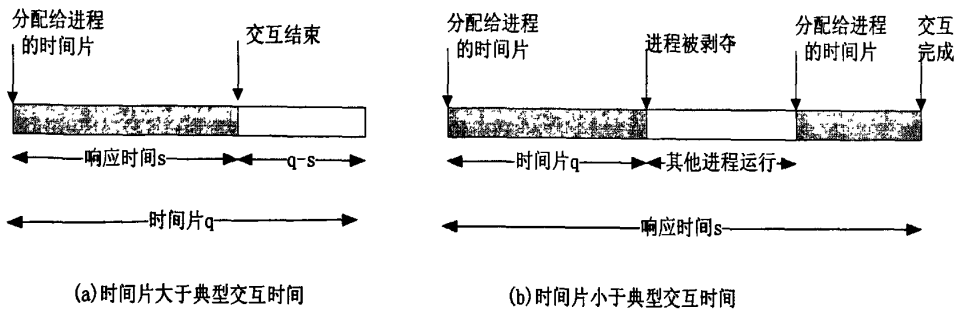 分配给进程
的时间片
交互结束
响应时间s
q-s
时间片q
(a)时间片大于典型交互时间
分配给进程
的时间片
进程被剥夺
分配给进程
的时间片
交互
完成
时间片q
其他进程运行
响应时间s
(b)时间片小于典型交互时间